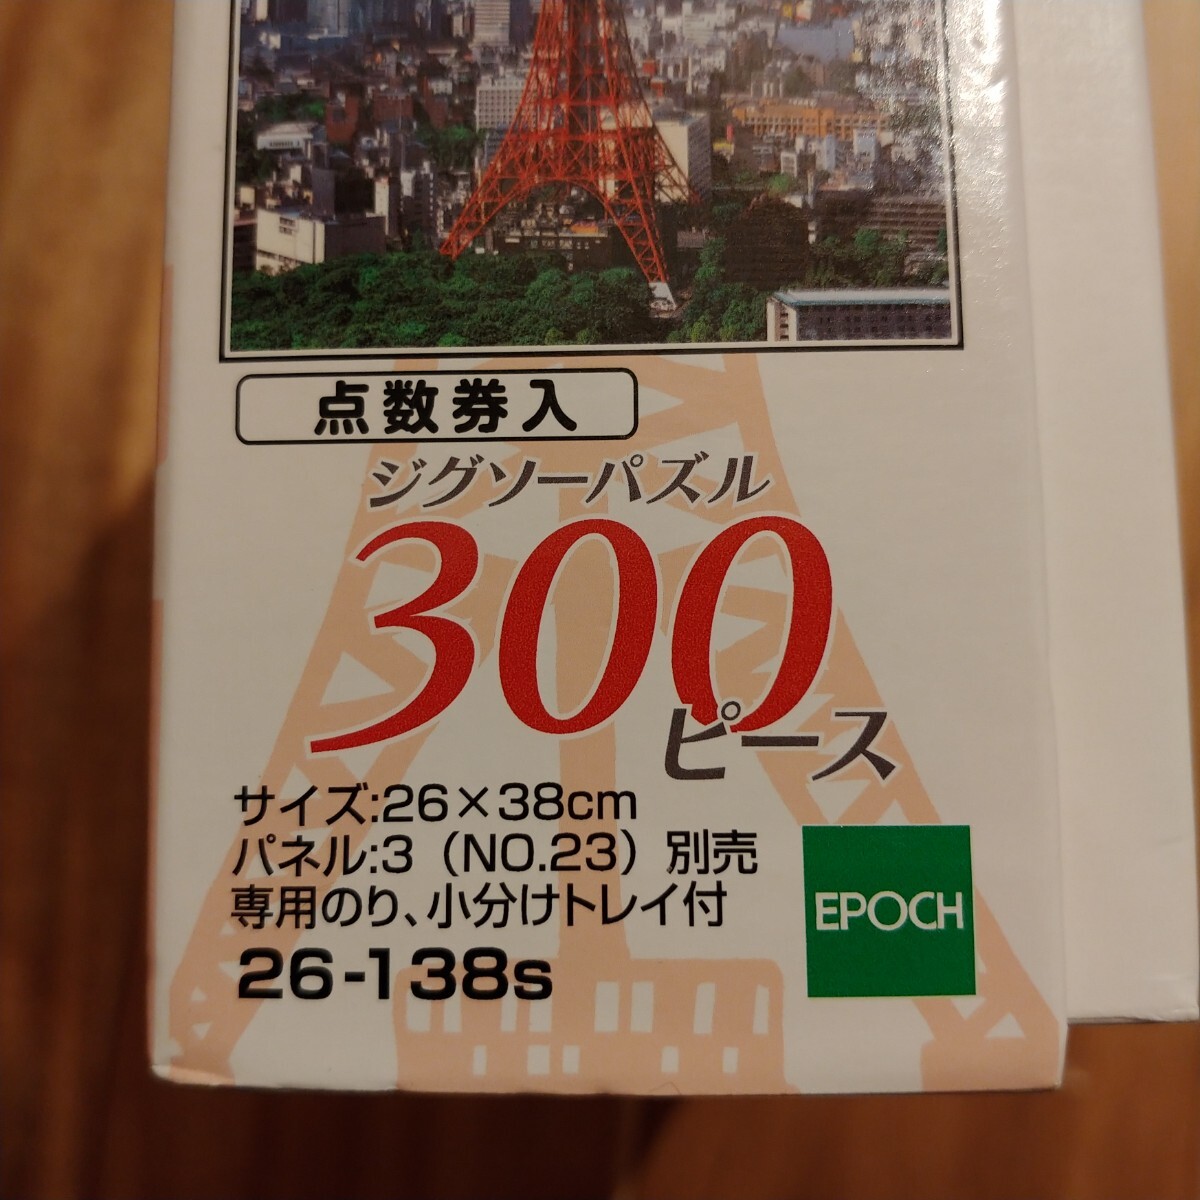 点数券入
ジグソーパズル
300
ピース
サイズ:26×38cm
パネル:3（NO.23）別売
専用のり、小分けトレイ付
26-138s
EPOCH